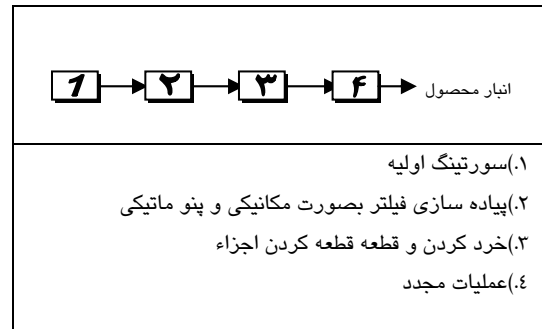 1 ۲ ۳ ۴ انبار محصول
۱.)سورتینگ اولیه
۲.)پیاده سازی فیلتر بصورت مکانیکی و پنو ماتیکی
۳.)خرد کردن و قطعه قطعه کردن اجزاء
٤.)عملیات مجدد